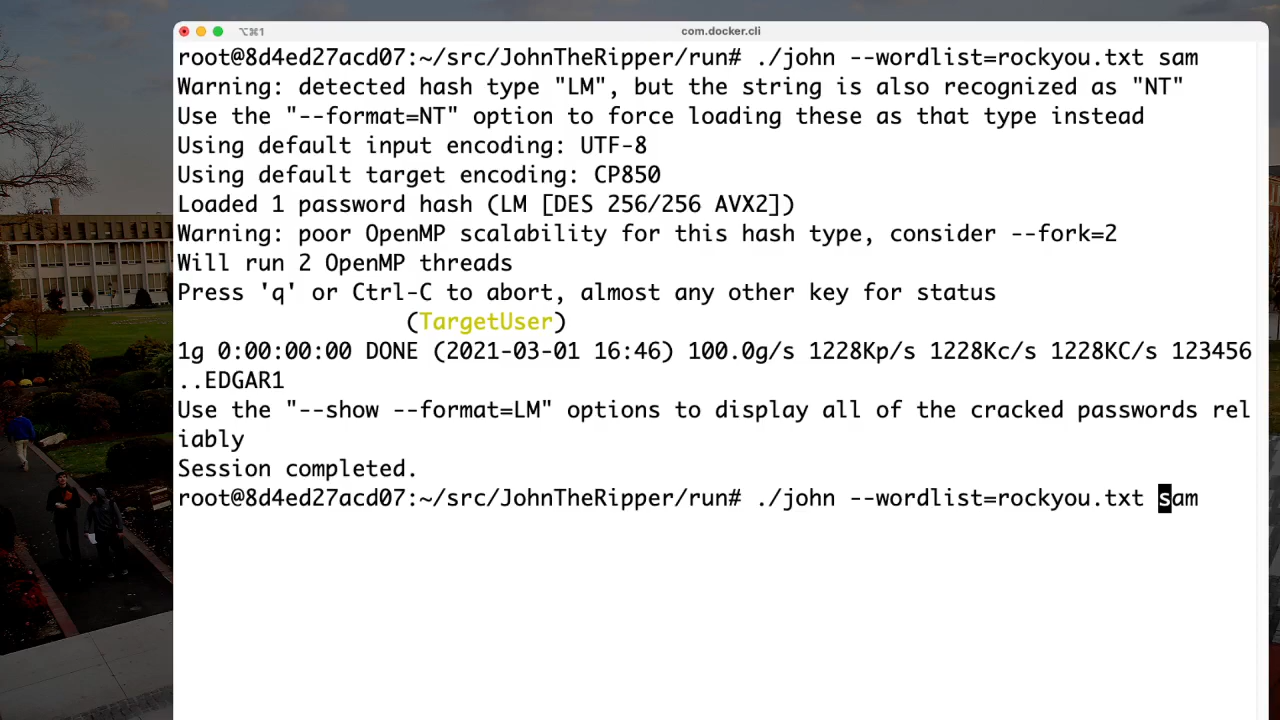 ⌥⌘1
com.docker.cli
root@8d4ed27acd07:~/src/JohnTheRipper/run# ./john --wordlist=rockyou.txt sam
Warning: detected hash type "LM", but the string is also recognized as "NT"
Use the "--format=NT" option to force loading these as that type instead
Using default input encoding: UTF-8
Using default target encoding: CP850
Loaded 1 password hash (LM [DES 256/256 AVX2])
Warning: poor OpenMP scalability for this hash type, consider --fork=2
Will run 2 OpenMP threads
Press 'q' or Ctrl-C to abort, almost any other key for status
(TargetUser)
1g 0:00:00:00 DONE (2021-03-01 16:46) 100.0g/s 1228Kp/s 1228Kc/s 1228KC/s 123456
..EDGAR1
Use the "--show --format=LM" options to display all of the cracked passwords rel
iably
Session completed.
root@8d4ed27acd07:~/src/JohnTheRipper/run# ./john --wordlist=rockyou.txt sam